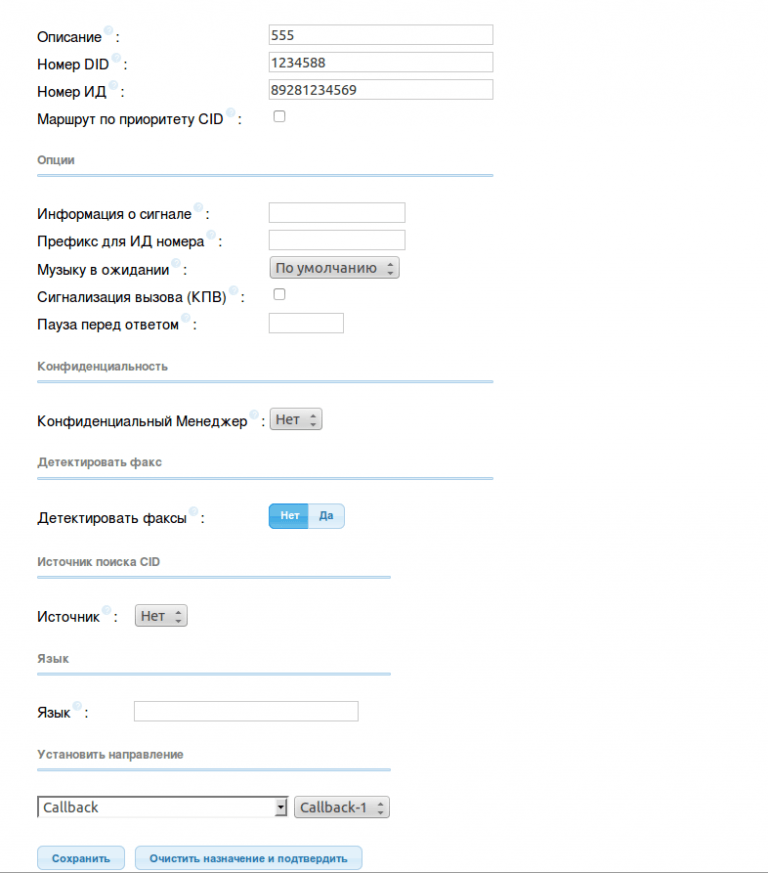 Описание : 555
Номер DID : 1234588
Номер ИД : 89281234569
Маршрут по приоритету CID :
Опции
Информация о сигнале :
Префикс для ИД номера :
Музыку в ожидании : По умолчанию
Сигнализация вызова (КПВ) :
Пауза перед ответом :
Конфиденциальность
Конфиденциальный Менеджер : Нет
Детектировать факс
Детектировать факсы : Нет Да
Источник поиска CID
Источник : Нет
Язык
Язык :
Установить направление
Callback Callback-1
Сохранить Очистить назначение и подтвердить